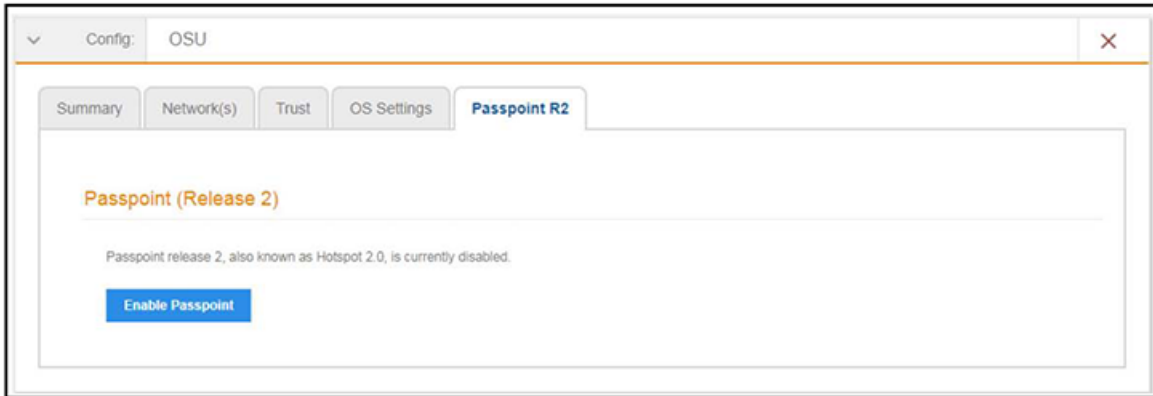 Config: OSU
Summary Network(s) Trust OS Settings Passpoint R2
Passpoint (Release 2)
Passpoint release 2, also known as Hotspot 2.0, is currently disabled.
Enable Passpoint